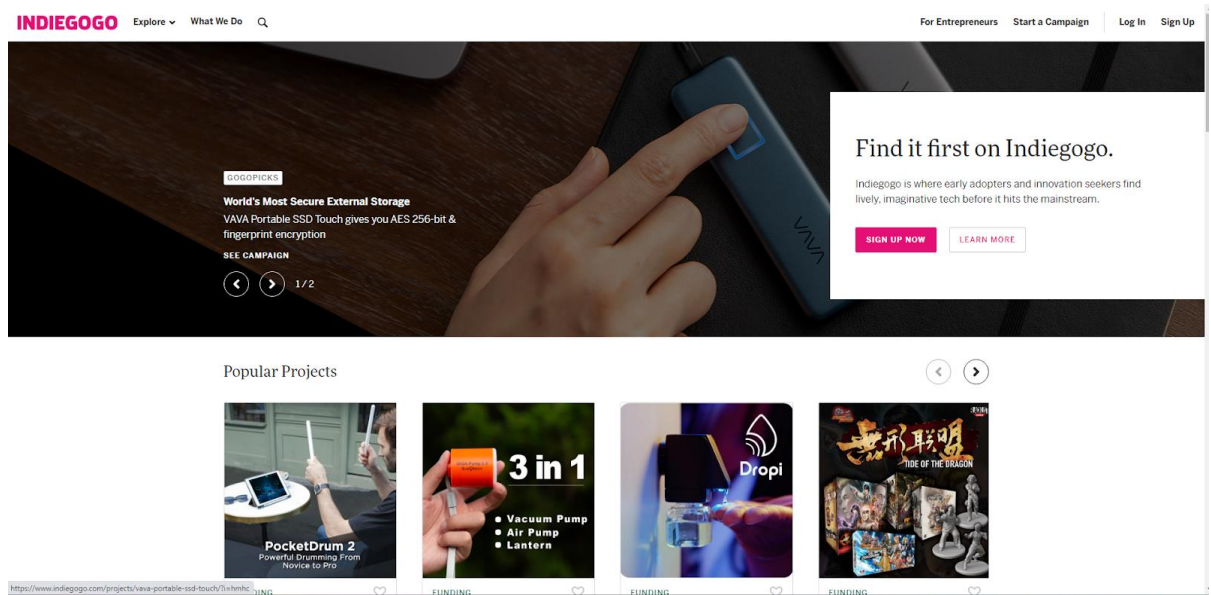 INDIEGOGO Explore What We Do For Entrepreneurs Start a Campaign Log In Sign Up
GOGOPICKS
World's Most Secure External Storage
VAVA Portable SSD Touch gives you AES 256-bit &
fingerprint encryption
SEE CAMPAIGN
1/2
VAVA
Find it first on Indiegogo.
Indiegogo is where early adopters and innovation seekers find
lively, imaginative tech before it hits the mainstream.
SIGN UP NOW LEARN MORE
Popular Projects
PocketDrum 2
Powerful Drumming From
Novice to Pro
3 in 1
Vacuum Pump
Air Pump
Lantern
Dropi
無形联盟
TIDE OF THE DRAGON
https://www.indiegogo.com/projects/vava-portable-ssd-touch/?i=hmhc
FUNDING
FUNDING
FUNDING